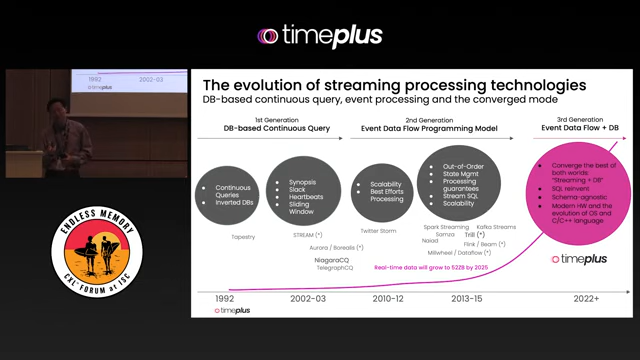 timeplus
1992
2002-03
timeplus
The evolution of streaming processing technologies
DB-based continuous query, event processing and the converged mode
1st Generation
DB-based Continuous Query
2nd Generation
Event Data Flow Programming Model
3rd Generation
Event Data Flow + DB
• Continuous Queries
• Inverted DBs
• Synopsis
• Slack
• Heartbeats
• Sliding Window
• Scalability
• Best Efforts Processing
• Out-of-Order
• State Mgmt
• Processing guarantees
• Stream SQL
• Scalability
• Converge the best of both worlds: "Streaming + DB"
• SQL reinvent
• Schema-agnostic
• Modern HW and the evolution of OS and C/C++ language
Tapestry
STREAM (*)
Aurora / Borealis (*)
NiagaraCQ
TelegraphCQ
Twitter Storm
Spark Streaming
Kafka Streams
Samza
Trill (*)
Naiad
Flink / Beam (*)
Millwheel / Dataflow (*)
timeplus
Real-time data will grow to 52ZB by 2025
1992
2002-03
2010-12
2013-15
2022+
timeplus
ENDLESS MEMORY
CXL FORUM at ISC